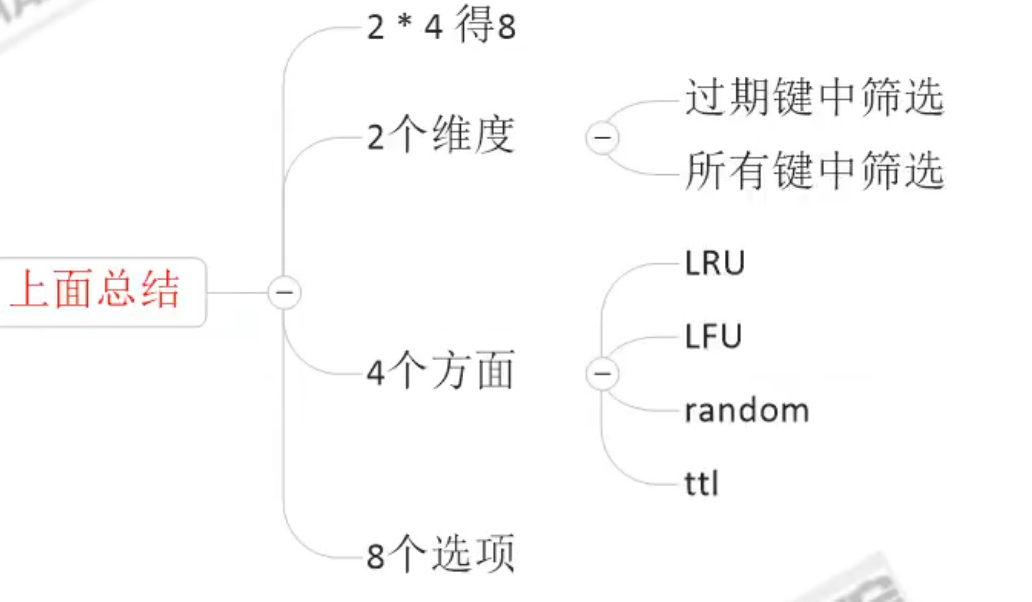 上面总结
2 * 4 得8
2个维度
过期键中筛选
所有键中筛选
4个方面
LRU
LFU
random
ttl
8个选项